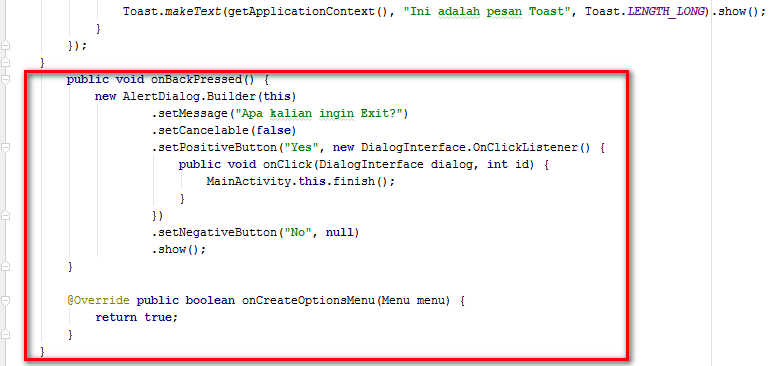 Toast.makeText(getApplicationContext(), "Ini adalah pesan Toast", Toast.LENGTH_LONG).show();
}
});
}
public void onBackPressed() {
new AlertDialog.Builder(this)
.setMessage("Apa kalian ingin Exit?")
.setCancelable(false)
.setPositiveButton("Yes", new DialogInterface.OnClickListener() {
public void onClick(DialogInterface dialog, int id) {
MainActivity.this.finish();
}
})
.setNegativeButton("No", null)
.show();
}
@Override public boolean onCreateOptionsMenu(Menu menu) {
return true;
}
}